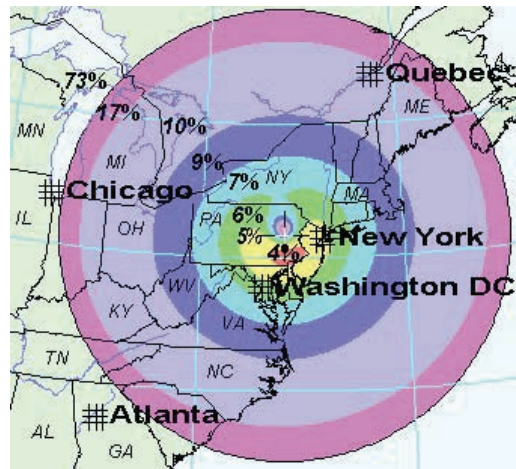 Quebec
73%
ME
17%
MN
10%
MI
9%
NY
7%
MA
Chicago
IL
OH
PA
6%
New York
5%
4%
WV
Washington DC
KY
VA
TN
NC
Atlanta
AL
GA